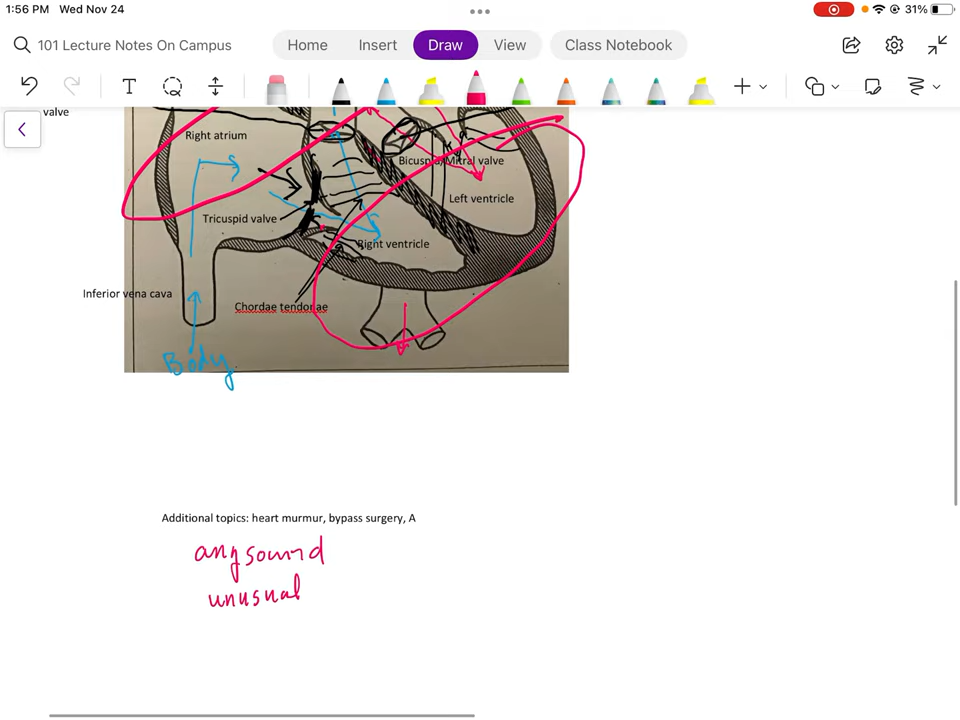 1:56 PM Wed Nov 24
31%
101 Lecture Notes On Campus
Home Insert Draw View Class Notebook
valve
Right atrium
Bicuspid/Mitral valve
Left ventricle
Tricuspid valve
Right ventricle
Inferior vena cava
Chordae tendonae
Body
Additional topics: heart murmur, bypass surgery, A
any sound
unusual